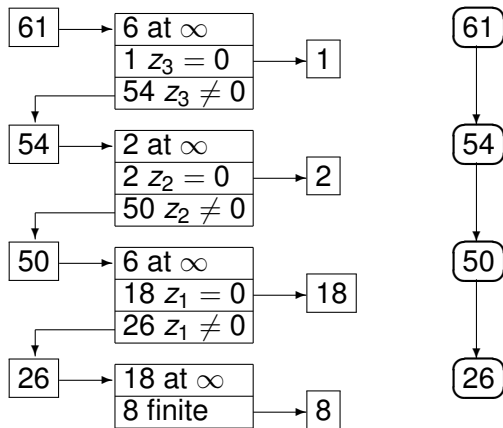 61
6 at ∞
61
1 z₃ = 0
1
54 z₃ ≠ 0
54
2 at ∞
54
2 z₂ = 0
2
50 z₂ ≠ 0
50
6 at ∞
50
18 z₁ = 0
18
26 z₁ ≠ 0
26
18 at ∞
26
8 finite
8